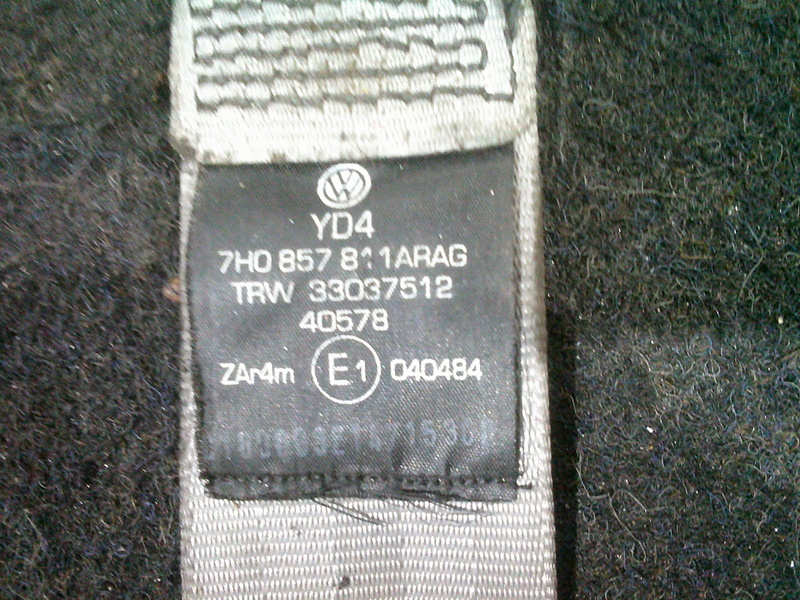 YD4
7H0 857 811ARAG
TRW 33037512
40578
ZAr4m E1 040484